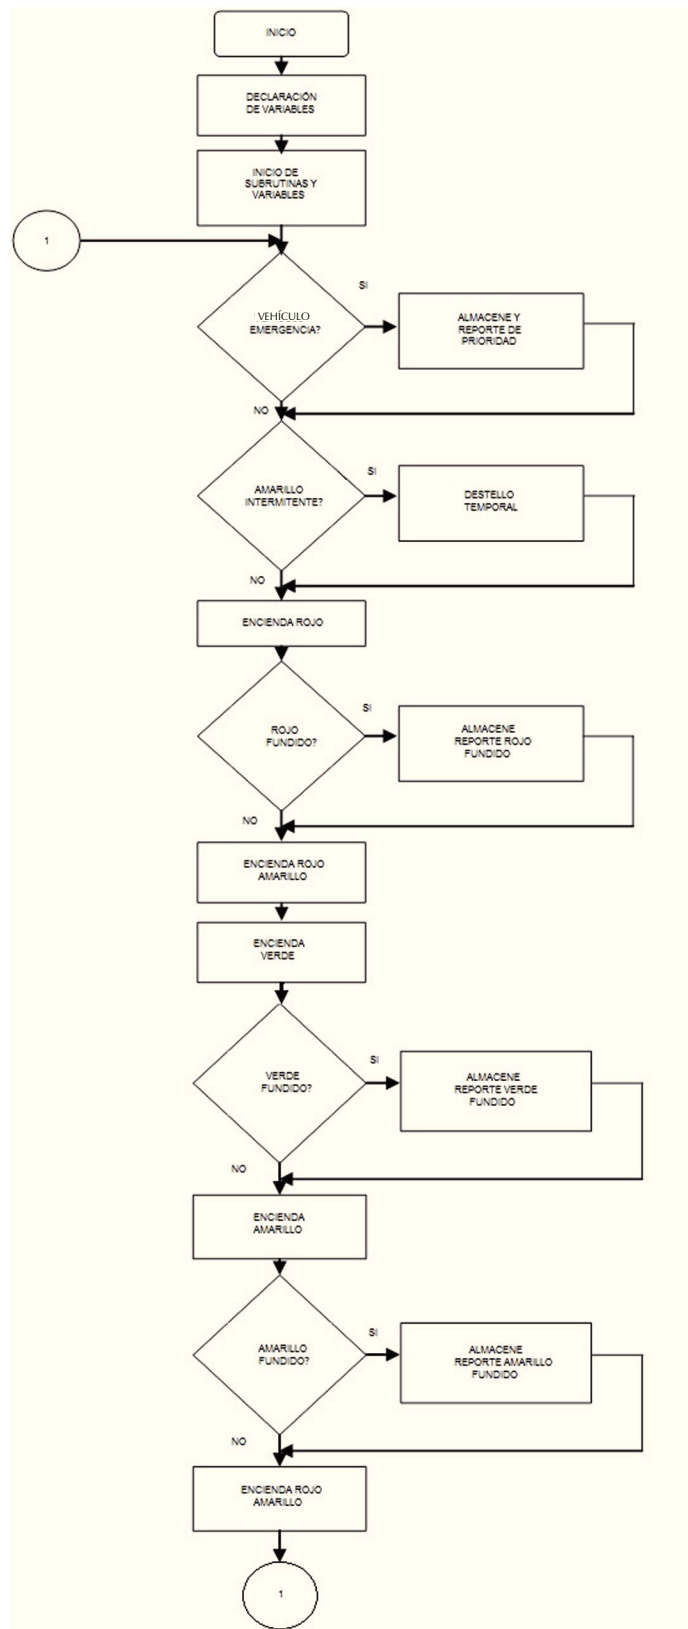 INICIO
DECLARACIÓN
DE VARIABLES
INICIO DE
SUBRUTINAS Y
VARIABLES
1
VEHÍCULO
EMERGENCIA?
SI
ALMACENE Y
REPORTE DE
PRIORIDAD
NO
AMARILLO
INTERMITENTE?
SI
DESTELLO
TEMPORAL
NO
ENCIENDA ROJO
ROJO
FUNDIDO?
SI
ALMACENE
REPORTE ROJO
FUNDIDO
NO
ENCIENDA ROJO
AMARILLO
ENCIENDA
VERDE
VERDE
FUNDIDO?
SI
ALMACENE
REPORTE VERDE
FUNDIDO
NO
ENCIENDA
AMARILLO
AMARILLO
FUNDIDO?
SI
ALMACENE
REPORTE AMARILLO
FUNDIDO
NO
ENCIENDA ROJO
AMARILLO
1